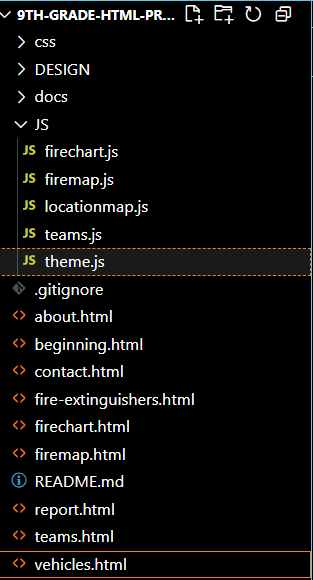 9TH-GRADE-HTML-PR...
css
DESIGN
docs
JS
JS firechart.js
JS firemap.js
JS locationmap.js
JS teams.js
JS theme.js
.gitignore
about.html
beginning.html
contact.html
fire-extinguishers.html
firechart.html
firemap.html
README.md
report.html
teams.html
vehicles.html